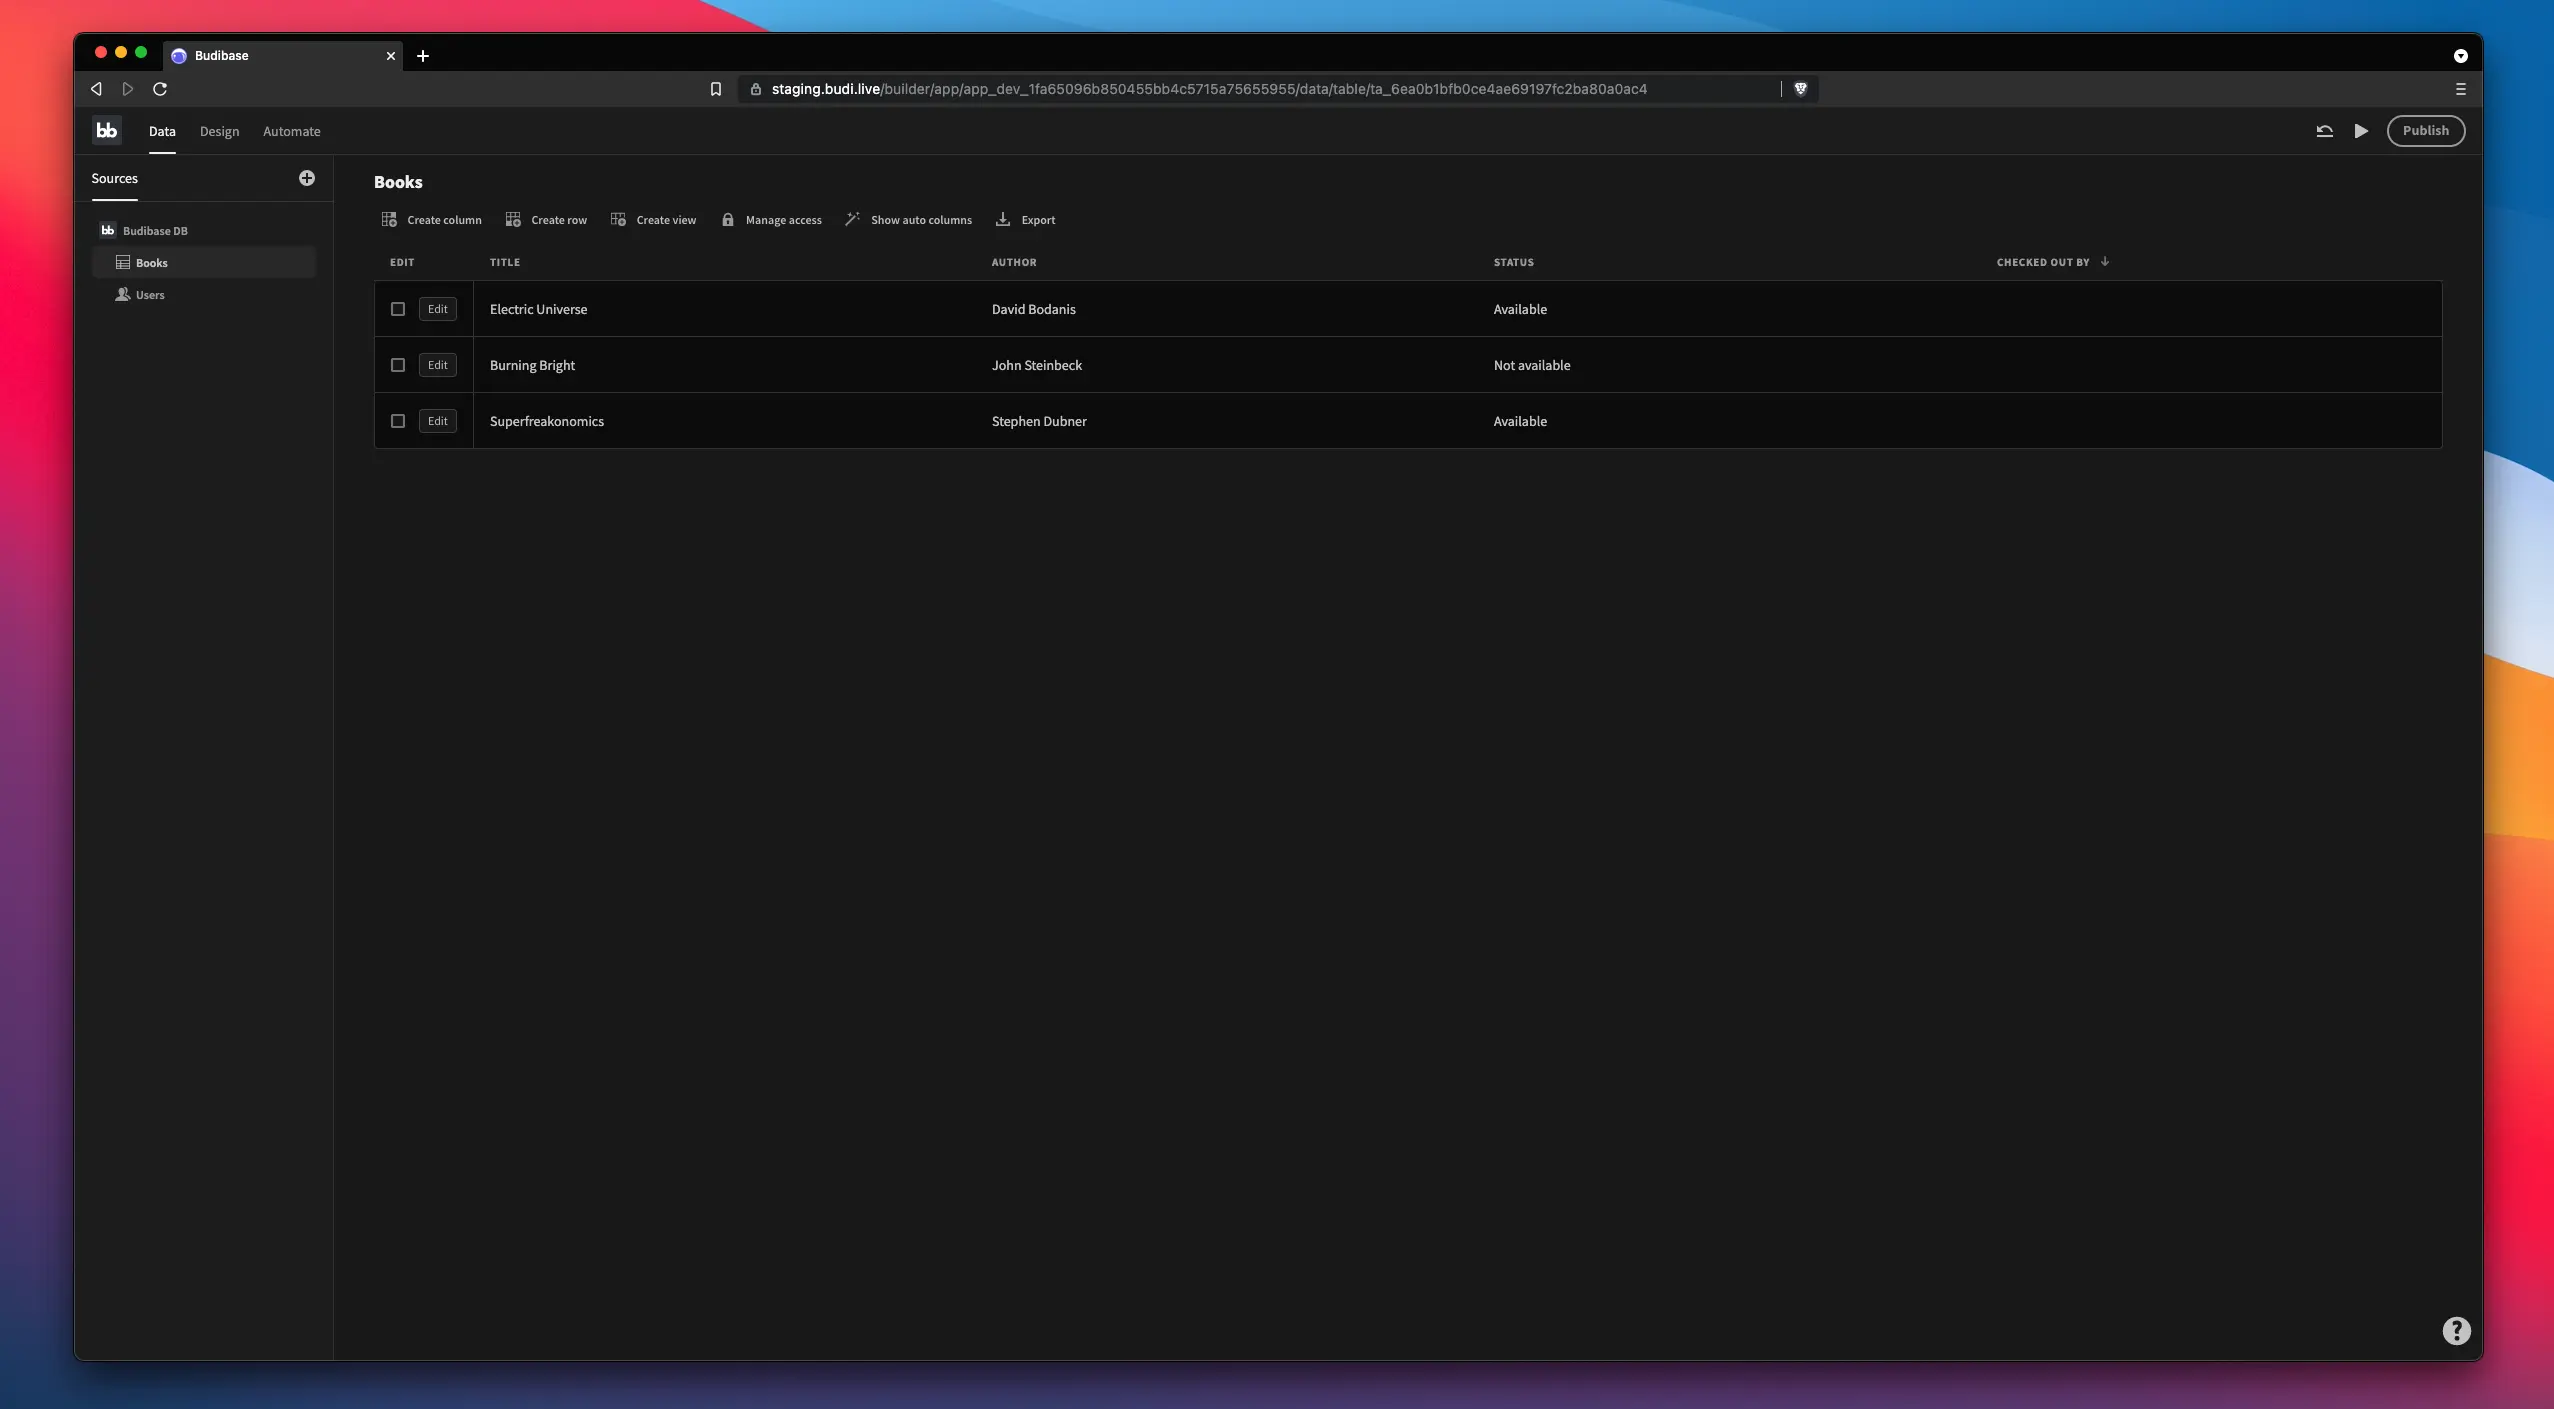 Budibase
staging.budi.live/builder/app/app_dev_1fa65096b850455bb4c5715a75655955/data/table/ta_6ea0b1bfb0ce4ae69197fc2ba80a0ac4
bb Data Design Automate Publish
Sources
bb Budibase DB
Books
Users
Books
Create column Create row Create view Manage access Show auto columns Export
EDIT TITLE AUTHOR STATUS CHECKED OUT BY
Edit Electric Universe David Bodanis Available
Edit Burning Bright John Steinbeck Not available
Edit Superfreakonomics Stephen Dubner Available
?